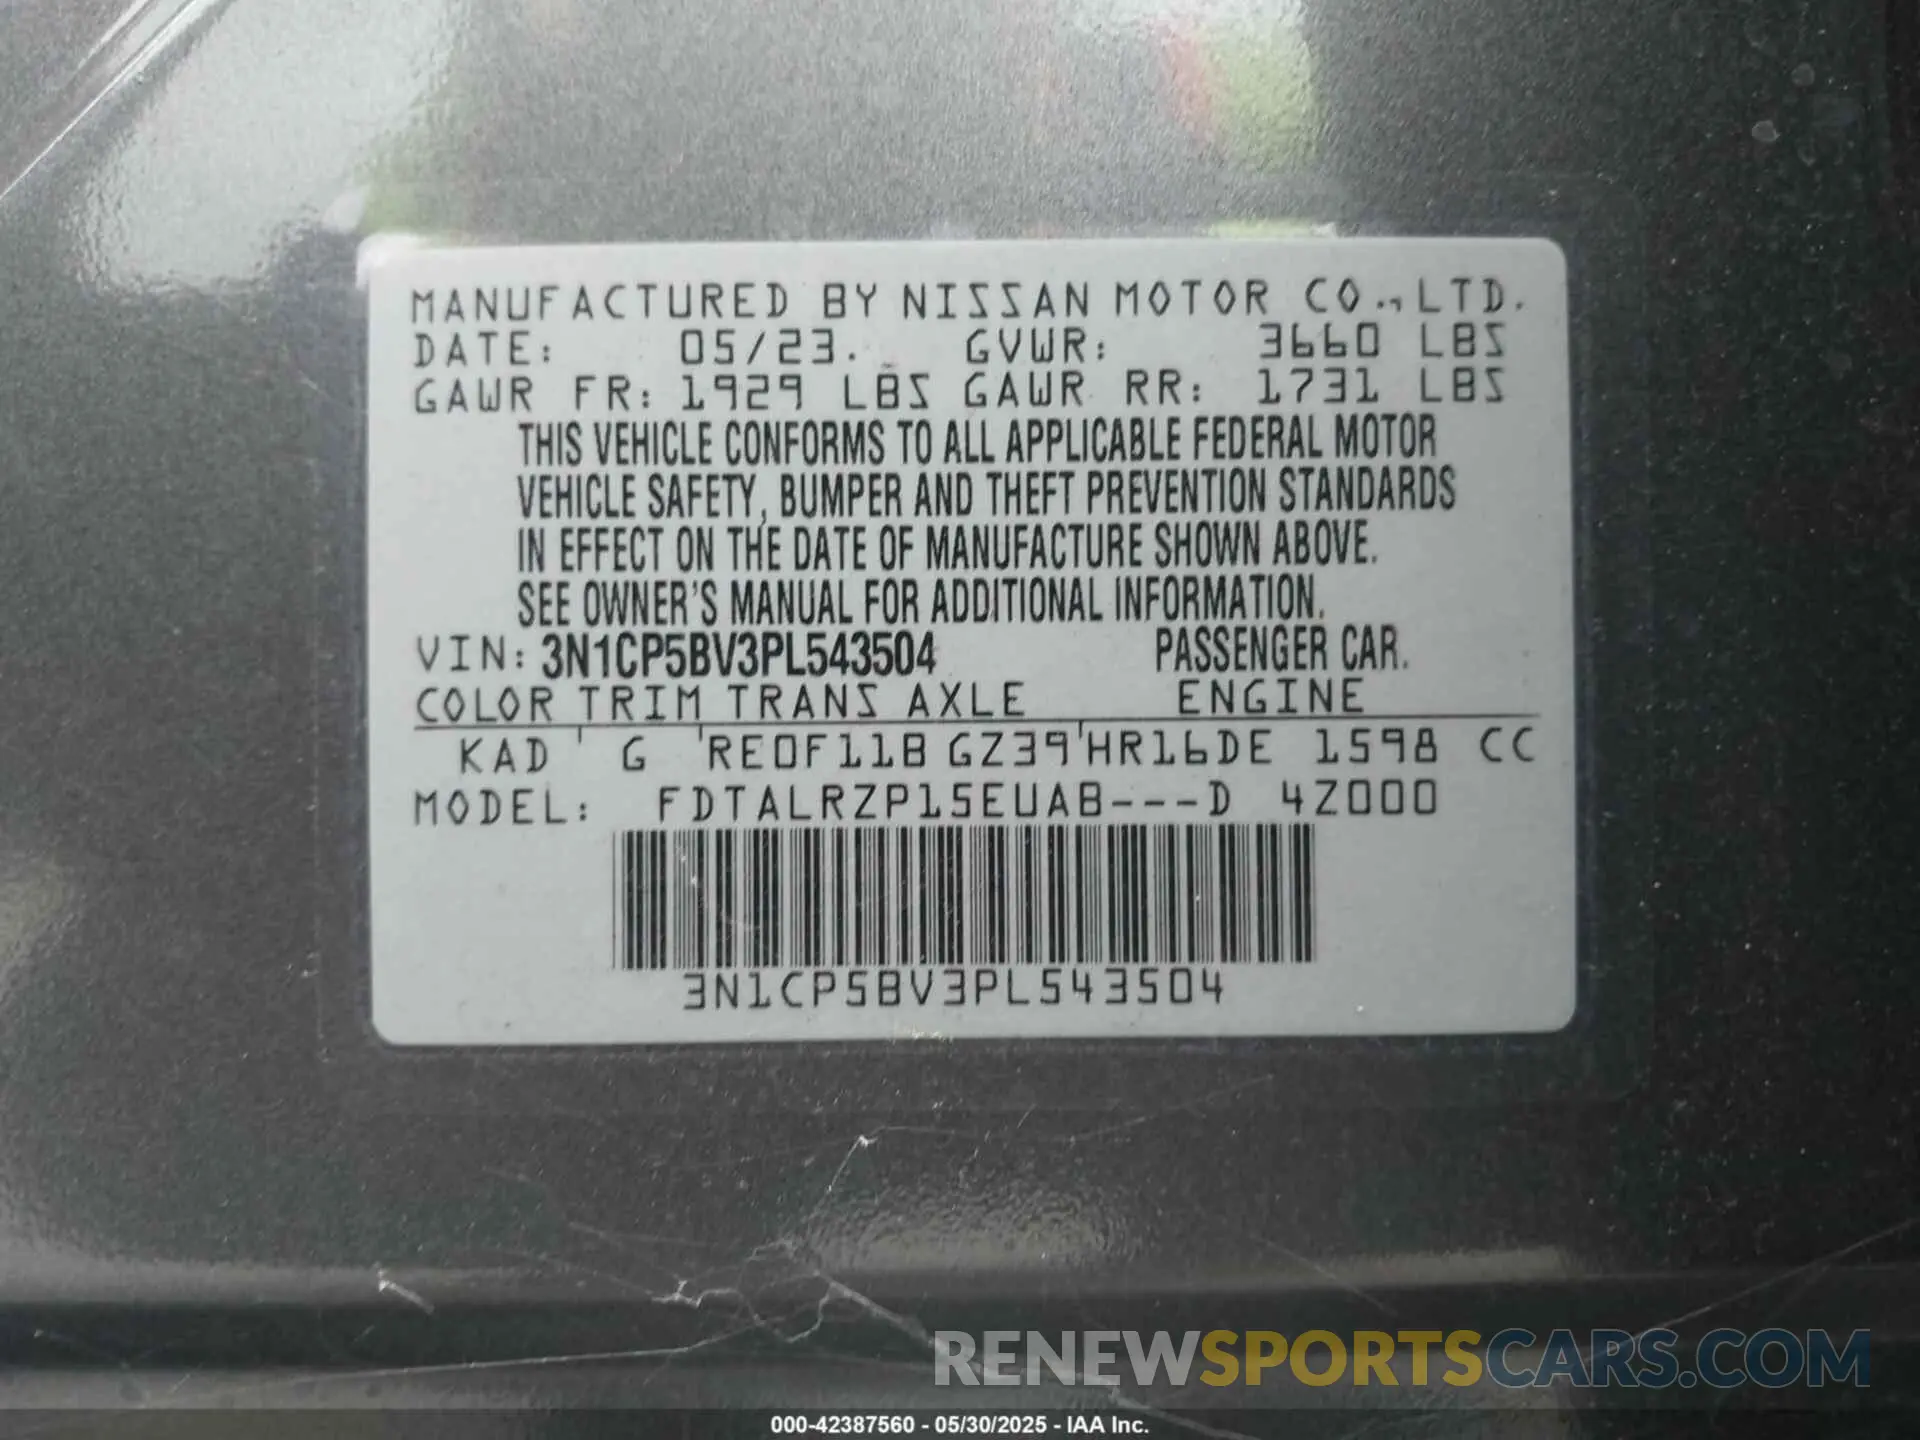 MANUFACTURED BY NISSAN MOTOR CO., LTD.
DATE: 05/23. GVWR: 3660 LBS
GAWR FR: 1929 LBS GAWR RR: 1731 LBS
THIS VEHICLE CONFORMS TO ALL APPLICABLE FEDERAL MOTOR
VEHICLE SAFETY, BUMPER AND THEFT PREVENTION STANDARDS
IN EFFECT ON THE DATE OF MANUFACTURE SHOWN ABOVE.
SEE OWNER'S MANUAL FOR ADDITIONAL INFORMATION.
VIN: 3N1CP5BV3PL543504 PASSENGER CAR.
COLOR TRIM TRANS AXLE ENGINE
KAD G RE0F11B GZ39 HR16DE 1598 CC
MODEL: FDTALRZP15EUAB---D 4Z000
3N1CP5BV3PL543504
RENEWSPORTSCARS.COM
000-42387560 - 05/30/2025 - IAA Inc.